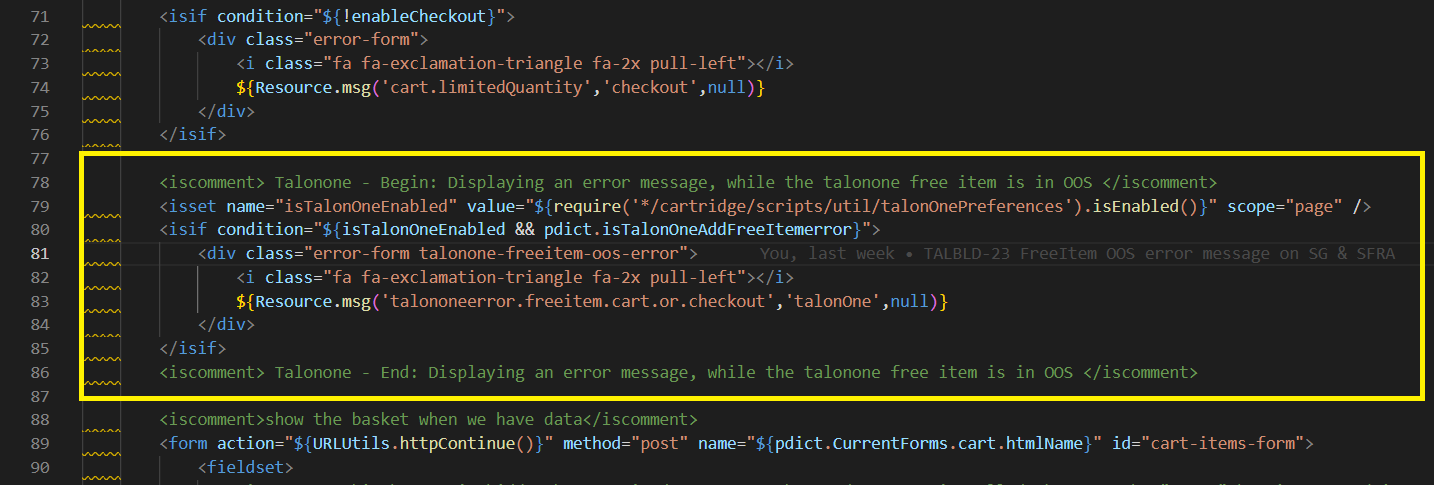 71 <isif condition="${!enableCheckout}">
72 <div class="error-form">
73 <i class="fa fa-exclamation-triangle fa-2x pull-left"></i>
74 ${Resource.msg('cart.limitedQuantity','checkout',null)}
75 </div>
76 </isif>
77
78 <iscomment> Talonone - Begin: Displaying an error message, while the talonone free item is in OOS </iscomment>
79 <isset name="isTalonOneEnabled" value="${require('*/cartridge/scripts/util/talonOnePreferences').isEnabled()}" scope="page" />
80 <isif condition="${isTalonOneEnabled && pdict.isTalonOneAddFreeItemerror}">
81 <div class="error-form talonone-freeitem-oos-error"> You, last week • TALBLD-23 FreeItem OOS error message on SG & SFRA
82 <i class="fa fa-exclamation-triangle fa-2x pull-left"></i>
83 ${Resource.msg('talononeerror.freeitem.cart.or.checkout','talonOne',null)}
84 </div>
85 </isif>
86 <iscomment> Talonone - End: Displaying an error message, while the talonone free item is in OOS </iscomment>
87
88 <iscomment>show the basket when we have data</iscomment>
89 <form action="${URLUtils.httpContinue()}" method="post" name="${pdict.CurrentForms.cart.htmlName}" id="cart-items-form">
90 <fieldset>